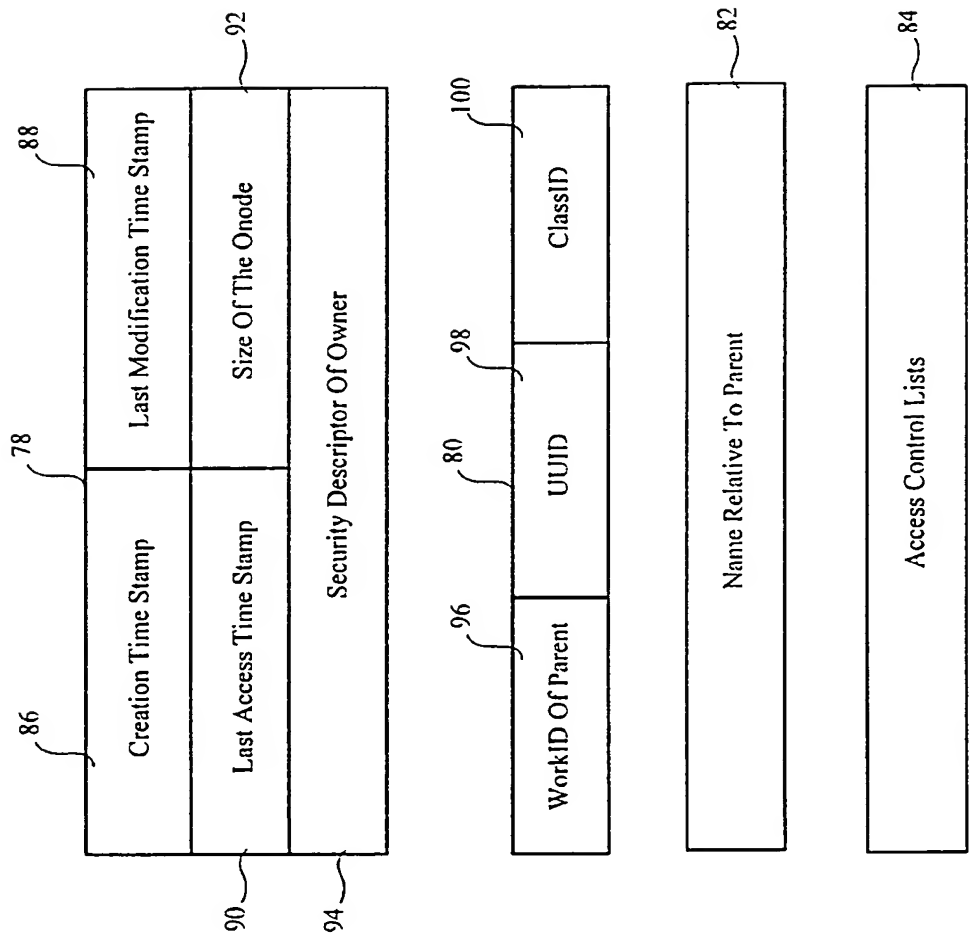 78
86
88
Creation Time Stamp
Last Modification Time Stamp
90
Last Access Time Stamp
Size Of The Onode
92
94
Security Descriptor Of Owner
80
96
98
100
WorkID Of Parent
UUID
ClassID
82
Name Relative To Parent
84
Access Control Lists